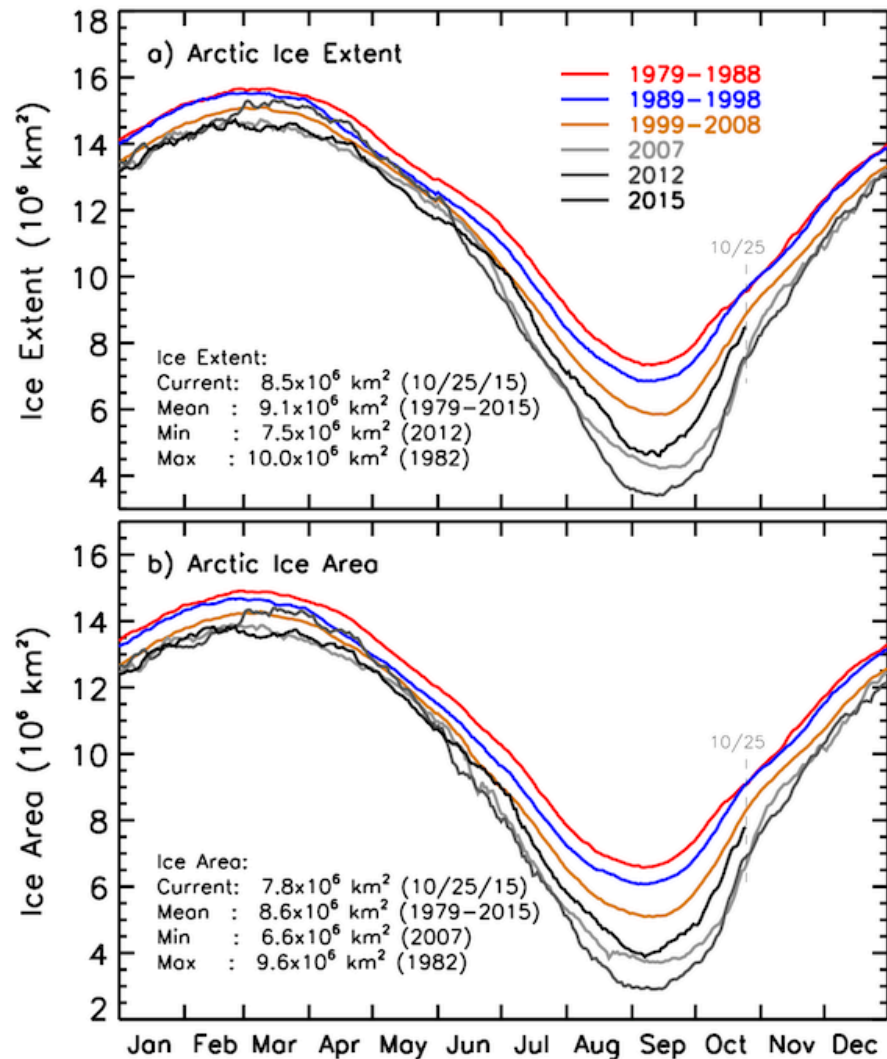 a) Arctic Ice Extent
1979-1988
1989-1998
1999-2008
2007
2012
2015
18
16
14
12
10
8
6
4
Ice Extent (10⁶ km²)
10/25
Ice Extent:
Current: 8.5x10⁶ km² (10/25/15)
Mean : 9.1x10⁶ km² (1979-2015)
Min : 7.5x10⁶ km² (2012)
Max : 10.0x10⁶ km² (1982)
b) Arctic Ice Area
16
14
12
10
8
6
4
2
Ice Area (10⁶ km²)
10/25
Ice Area:
Current: 7.8x10⁶ km² (10/25/15)
Mean : 8.6x10⁶ km² (1979-2015)
Min : 6.6x10⁶ km² (2007)
Max : 9.6x10⁶ km² (1982)
Jan Feb Mar Apr May Jun Jul Aug Sep Oct Nov Dec